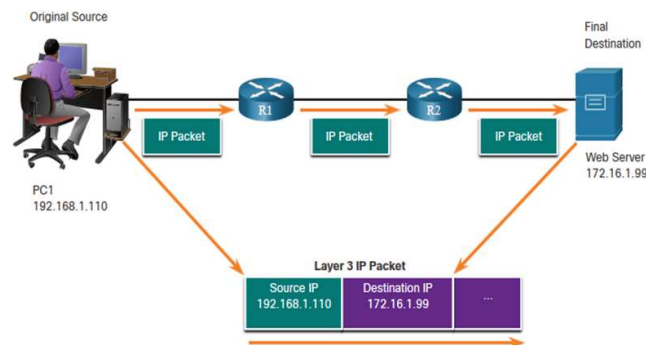 Original Source
Final
Destination
R1
R2
IP Packet
IP Packet
IP Packet
PC1
192.168.1.110
Web Server
172.16.1.99
Layer 3 IP Packet
Source IP
192.168.1.110
Destination IP
172.16.1.99
...